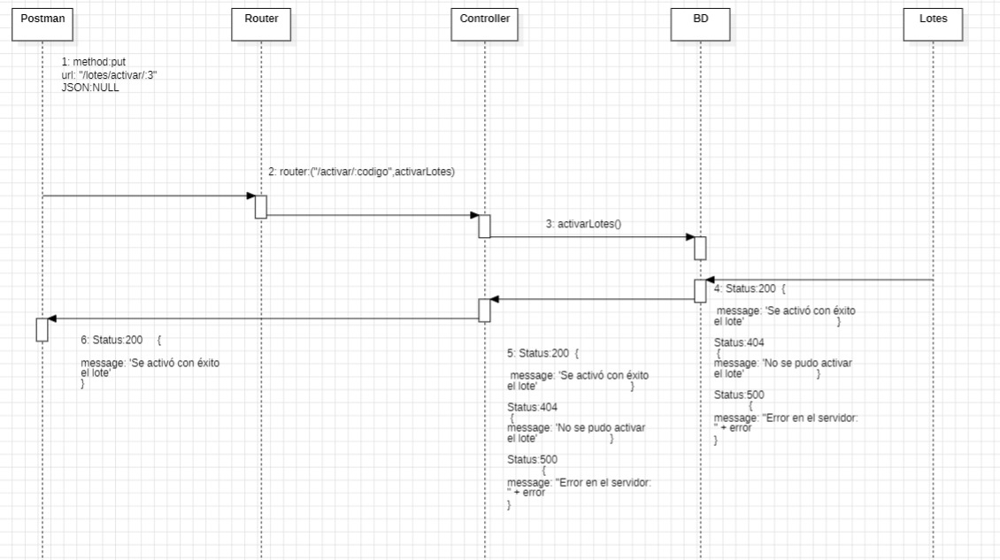 Postman
Router
Controller
BD
Lotes
1: method:put
url: "/lotes/activar/:3"
JSON:NULL
2: router:("/activar/:codigo",activarLotes)
3: activarLotes()
4: Status:200 {
message: 'Se activó con éxito
el lote' }
Status:404
{
message: 'No se pudo activar
el lote' }
Status:500
{
message: "Error en el servidor:
" + error
}
5: Status:200 {
message: 'Se activó con éxito
el lote' }
Status:404
{
message: 'No se pudo activar
el lote' }
Status:500
{
message: "Error en el servidor:
" + error
}
6: Status:200 {
message: 'Se activó con éxito
el lote'
}